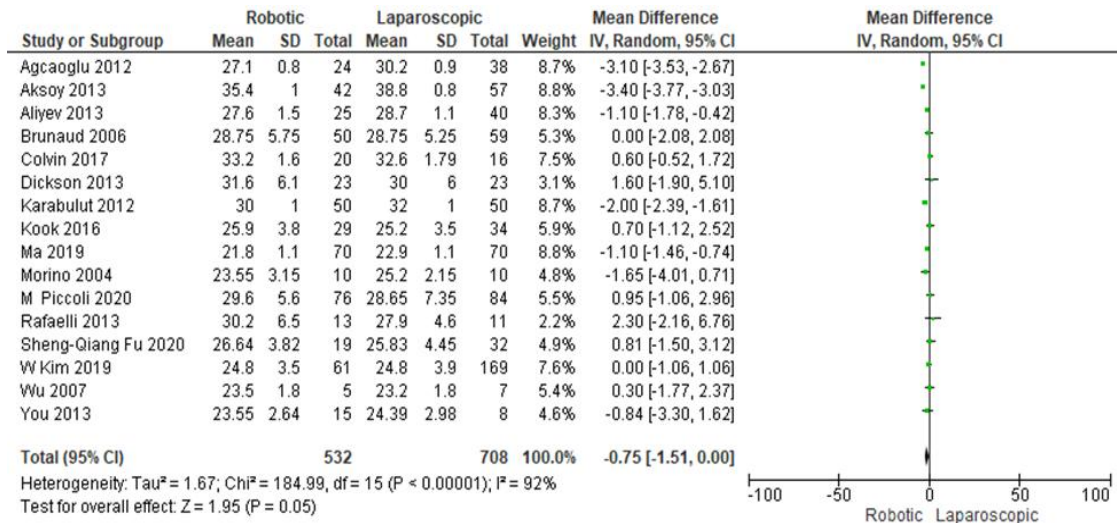 Robotic Laparoscopic Mean Difference Mean Difference
Study or Subgroup Mean SD Total Mean SD Total Weight IV, Random, 95% CI IV, Random, 95% CI
Agcaoglu 2012 27.1 0.8 24 30.2 0.9 38 8.7% -3.10 [-3.53, -2.67]
Aksoy 2013 35.4 1 42 38.8 0.8 57 8.8% -3.40 [-3.77, -3.03]
Aliyev 2013 27.6 1.5 25 28.7 1.1 40 8.3% -1.10 [-1.78, -0.42]
Brunaud 2006 28.75 5.75 50 28.75 5.25 59 5.3% 0.00 [-2.08, 2.08]
Colvin 2017 33.2 1.6 20 32.6 1.79 16 7.5% 0.60 [-0.52, 1.72]
Dickson 2013 31.6 6.1 23 30 6 23 3.1% 1.60 [-1.90, 5.10]
Karabulut 2012 30 1 50 32 1 50 8.7% -2.00 [-2.39, -1.61]
Kook 2016 25.9 3.8 29 25.2 3.5 34 5.8% 0.70 [-1.12, 2.52]
Ma 2019 21.8 1.1 70 22.9 1.1 70 8.8% -1.10 [-1.46, -0.74]
Morino 2004 23.55 3.15 10 25.2 2.15 10 4.8% -1.65 [-4.01, 0.71]
M Piccoli 2020 29.6 5.6 76 28.65 7.35 84 5.5% 0.95 [-1.06, 2.96]
Rafaelli 2013 30.2 6.5 13 27.9 4.6 11 2.2% 2.30 [-2.16, 6.76]
Sheng-Qiang Fu 2020 26.64 3.82 19 25.83 4.45 32 4.9% 0.81 [-1.50, 3.12]
W Kim 2019 24.8 3.5 61 24.8 3.9 169 7.6% 0.00 [-1.06, 1.06]
Wu 2007 23.5 1.8 5 23.2 1.8 7 5.4% 0.30 [-1.77, 2.37]
You 2013 23.55 2.64 15 24.39 2.98 8 4.6% -0.84 [-3.30, 1.62]
Total (95% CI) 532 708 100.0% -0.75 [-1.51, 0.00]
Heterogeneity: Tau² = 1.67; Chi² = 184.99, df = 15 (P < 0.00001); I² = 92%
Test for overall effect: Z = 1.95 (P = 0.05)
-100 -50 0 50 100
Robotic Laparoscopic